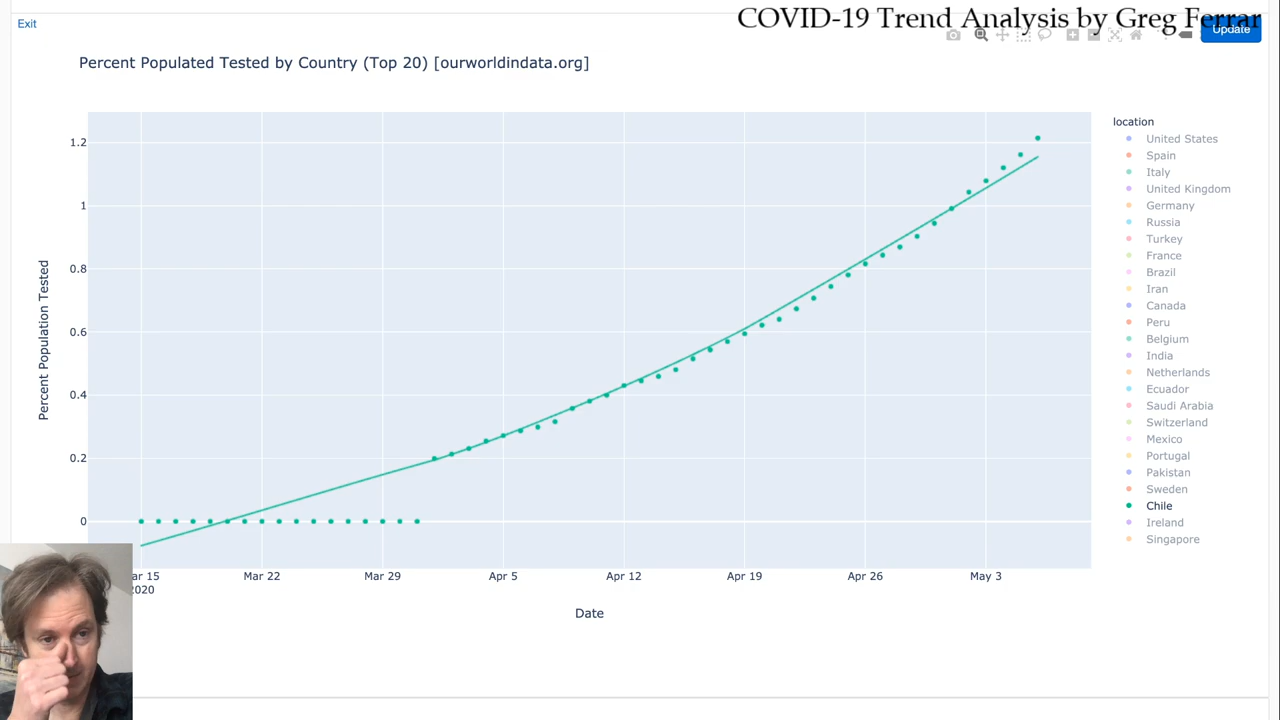 COVID-19 Trend Analysis by Greg Ferrar
Exit
Update
Percent Populated Tested by Country (Top 20) [ourworldindata.org]
location
United States
Spain
Italy
United Kingdom
Germany
Russia
Turkey
France
Brazil
Iran
Canada
Peru
Belgium
India
Netherlands
Ecuador
Saudi Arabia
Switzerland
Mexico
Portugal
Pakistan
Sweden
Chile
Ireland
Singapore
Percent Population Tested
1.2
1
0.8
0.6
0.4
0.2
0
ar 15
2020
Mar 22
Mar 29
Apr 5
Apr 12
Apr 19
Apr 26
May 3
Date